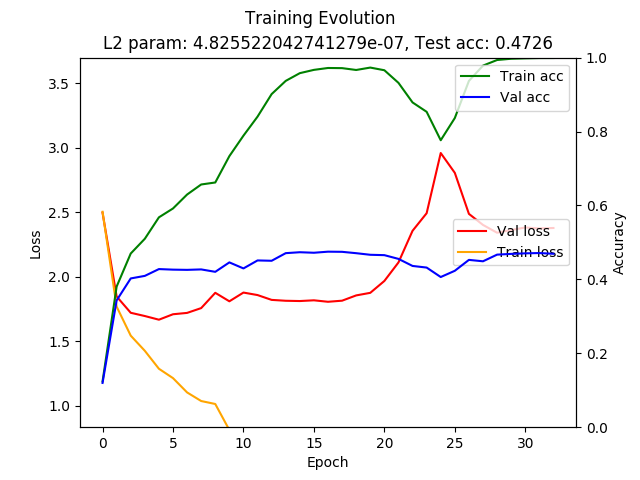 Training Evolution
L2 param: 4.825522042741279e-07, Test acc: 0.4726
Train acc
Val acc
Val loss
Train loss
Loss
3.5
3.0
2.5
2.0
1.5
1.0
1.0
0.8
0.6
0.4
0.2
0.0
Accuracy
0 5 10 15 20 25 30
Epoch